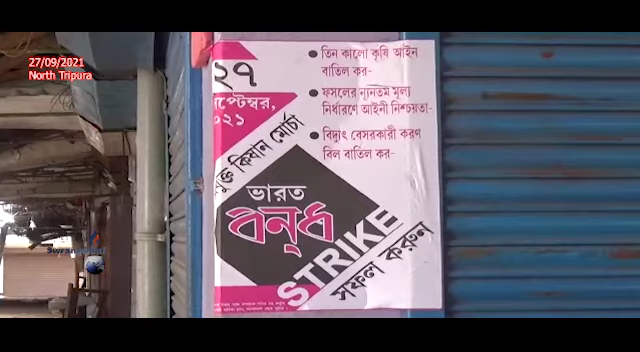 27/09/2021
North Tripura
২৭
প্টেম্বর,
০২১
ক্ত কিষান মোর্চা
ভারত
বন্‌ধ
STRIKE
সফল করুন
● তিন কালো কৃষি আইন
বাতিল কর-
● ফসলের ন্যূনতম মূল্য
নির্ধারণে আইনী নিশ্চয়তা-
● বিদ্যুৎ বেসরকারী করণ
বিল বাতিল কর-